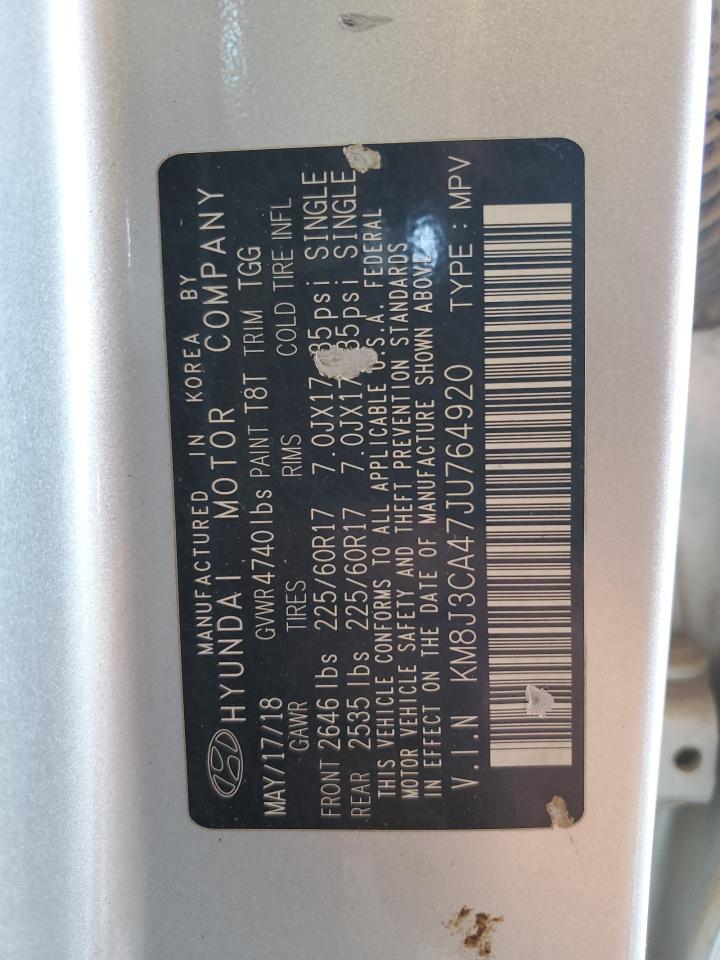 MANUFACTURED IN KOREA BY
HYUNDAI MOTOR COMPANY
MAY/17/18 GVWR4740lbs PAINT T8T TRIM TGG
GAWR TIRES RIMS COLD TIRE INFL
FRONT 2646 lbs 225/60R17 7.0JX17 35psi SINGLE
REAR 2535 lbs 225/60R17 7.0JX17 35psi SINGLE
THIS VEHICLE CONFORMS TO ALL APPLICABLE U.S.A. FEDERAL
MOTOR VEHICLE SAFETY AND THEFT PREVENTION STANDARDS
IN EFFECT ON THE DATE OF MANUFACTURE SHOWN ABOVE
V.I.N KM8J3CA47JU764920 TYPE : MPV